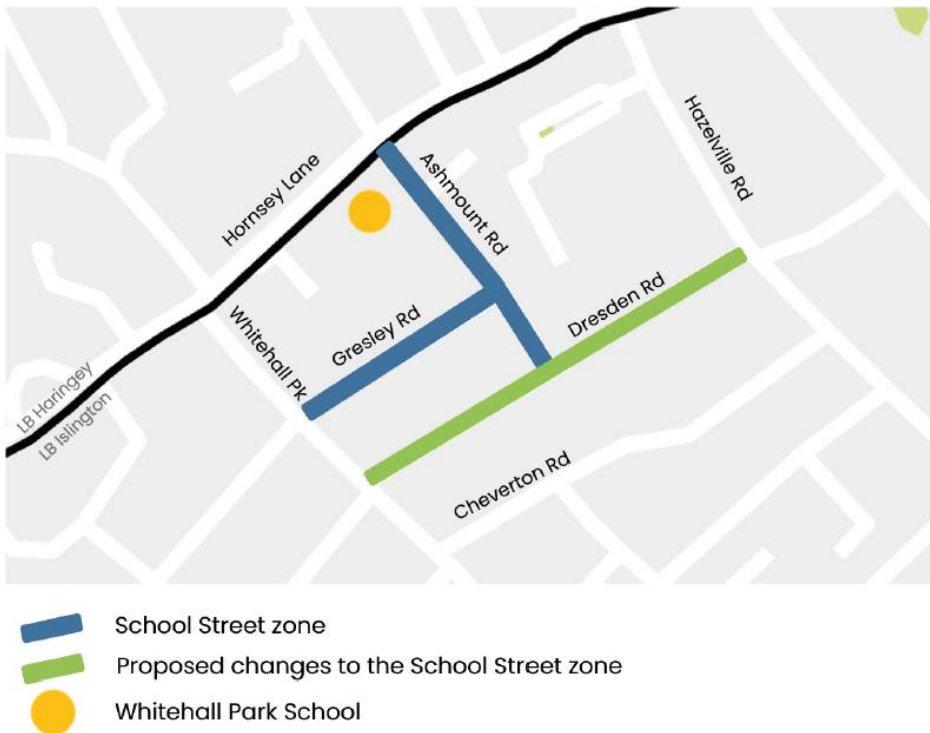 Hornsey Lane
Ashmount Rd
Hazelville Rd
Dresden Rd
Gresley Rd
Whitehall Pk
LB Haringey
LB Islington
Cheverton Rd
School Street zone
Proposed changes to the School Street zone
Whitehall Park School